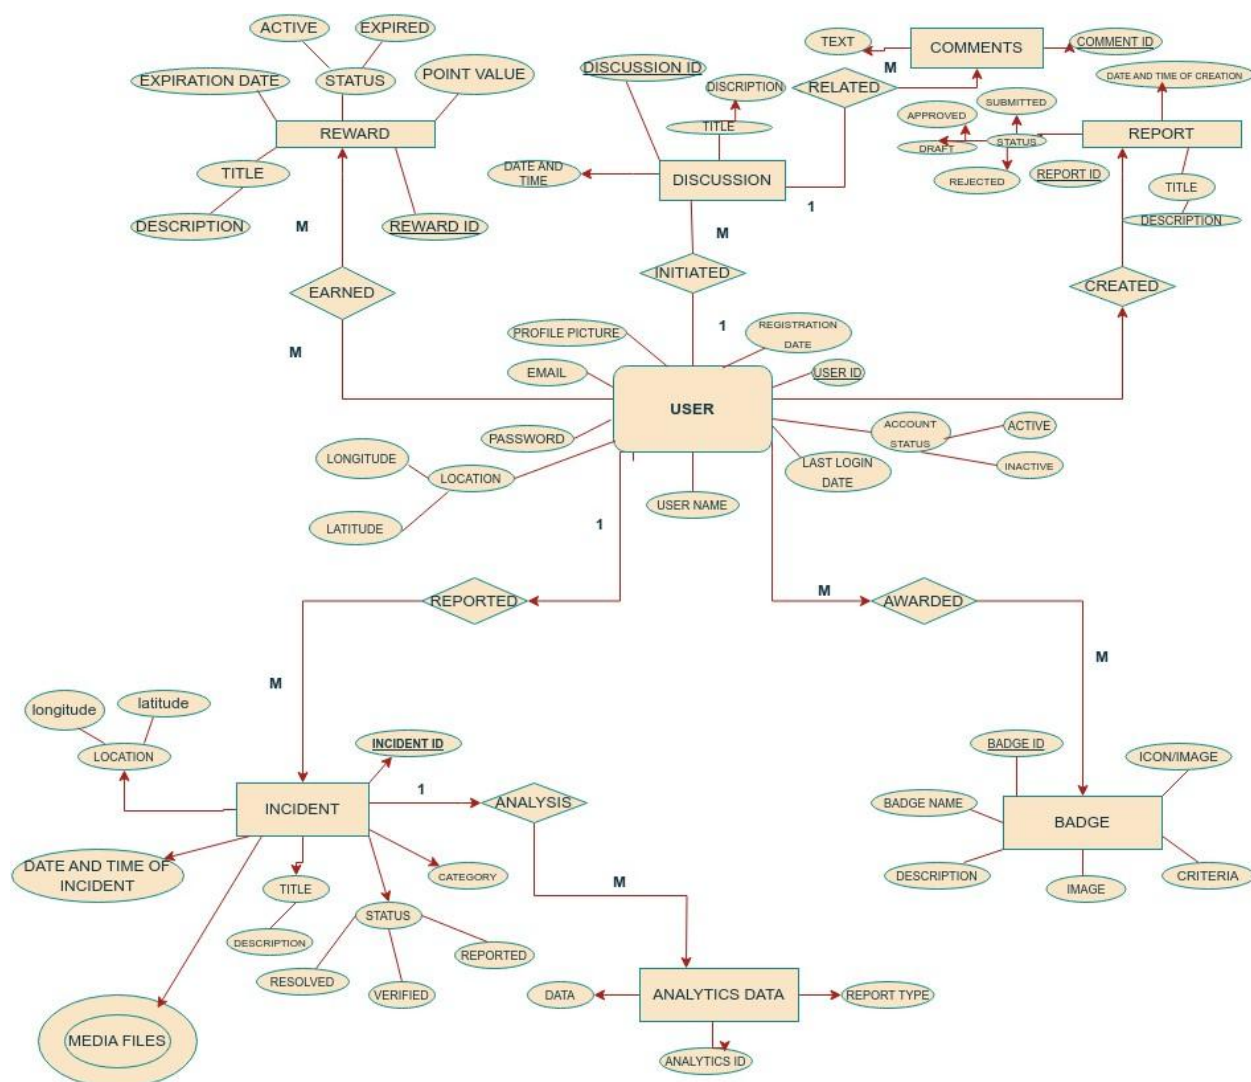 ACTIVE
EXPIRED
EXPIRATION DATE
STATUS
POINT VALUE
REWARD
TITLE
DESCRIPTION
REWARD ID
M
EARNED
M
DISCUSSION ID
DISCRIPTION
TITLE
DATE AND
TIME
DISCUSSION
M
INITIATED
1
1
RELATED
M
TEXT
COMMENTS
COMMENT ID
DATE AND TIME OF CREATION
SUBMITTED
APPROVED
DRAFT
STATUS
REJECTED
REPORT
REPORT ID
TITLE
DESCRIPTION
CREATED
PROFILE PICTURE
REGISTRATION
DATE
EMAIL
USER ID
USER
PASSWORD
ACCOUNT
STATUS
ACTIVE
INACTIVE
LONGITUDE
LOCATION
LATITUDE
LAST LOGIN
DATE
USER NAME
1
REPORTED
M
M
AWARDED
M
longitude
latitude
LOCATION
INCIDENT ID
INCIDENT
1
ANALYSIS
M
DATE AND TIME OF
INCIDENT
TITLE
DESCRIPTION
CATEGORY
STATUS
RESOLVED
VERIFIED
REPORTED
MEDIA FILES
DATA
ANALYTICS DATA
REPORT TYPE
ANALYTICS ID
BADGE ID
ICON/IMAGE
BADGE NAME
BADGE
DESCRIPTION
IMAGE
CRITERIA